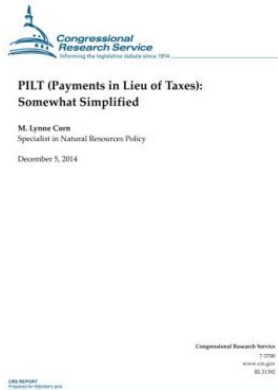 Congressional
Research Service
Informing the legislative debate since 1914
PILT (Payments in Lieu of Taxes):
Somewhat Simplified
M. Lynne Corn
Specialist in Natural Resources Policy
December 5, 2014
Congressional Research Service
7-5700
www.crs.gov
RL31392
CRS REPORT
Prepared for Members and